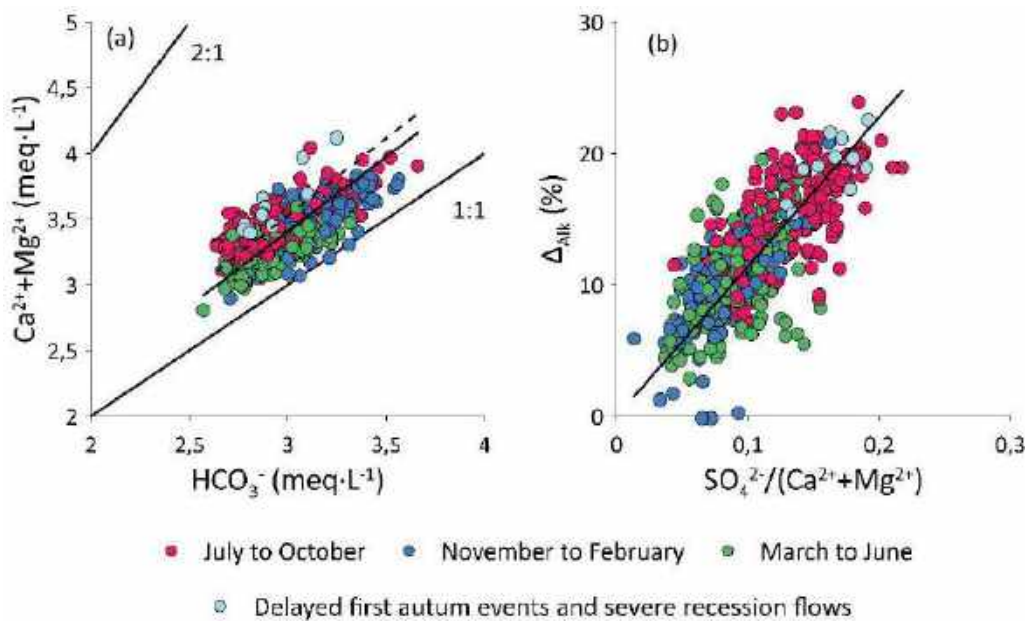 (a)
2:1
1:1
5
4,5
4
3,5
3
2,5
2
Ca²⁺+Mg²⁺ (meq·L⁻¹)
2
2,5
3
3,5
4
HCO₃⁻ (meq·L⁻¹)
(b)
30
20
10
0
Δ_Alk (%)
0
0,1
0,2
0,3
SO₄²⁻/(Ca²⁺+Mg²⁺)
July to October
November to February
March to June
Delayed first autum events and severe recession flows